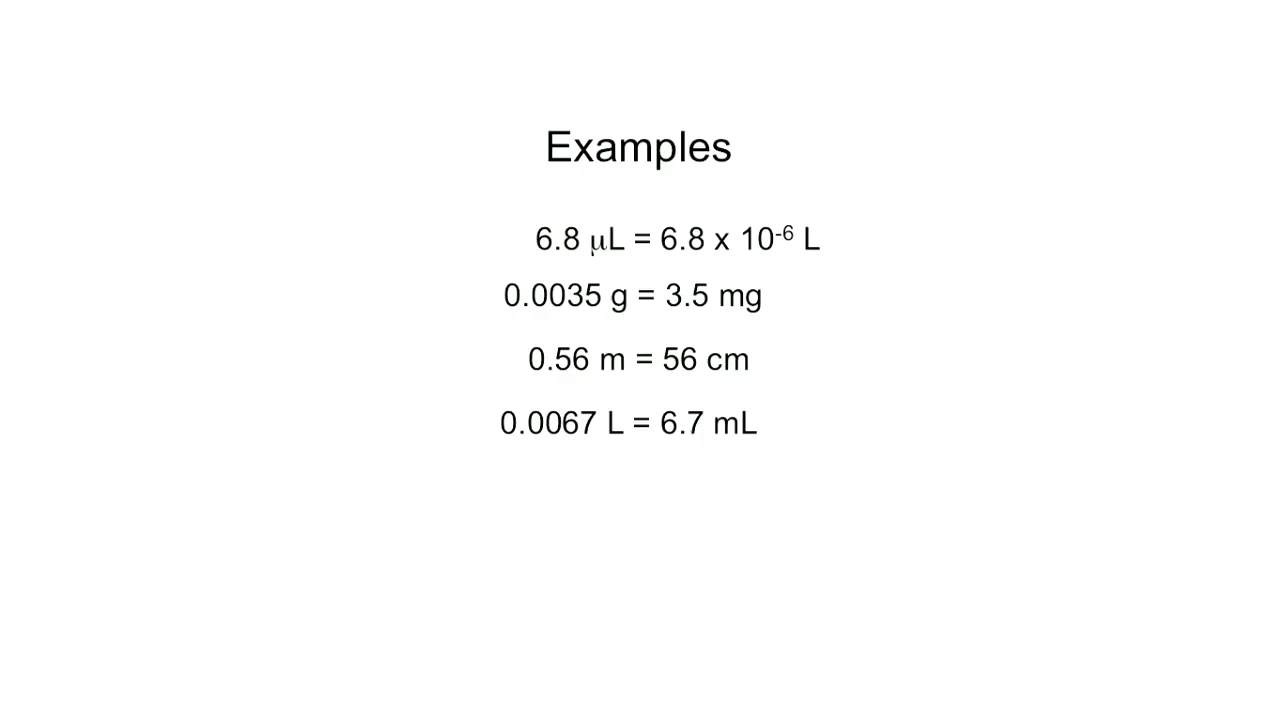 Examples
6.8 μL = 6.8 x 10⁻⁶ L
0.0035 g = 3.5 mg
0.56 m = 56 cm
0.0067 L = 6.7 mL